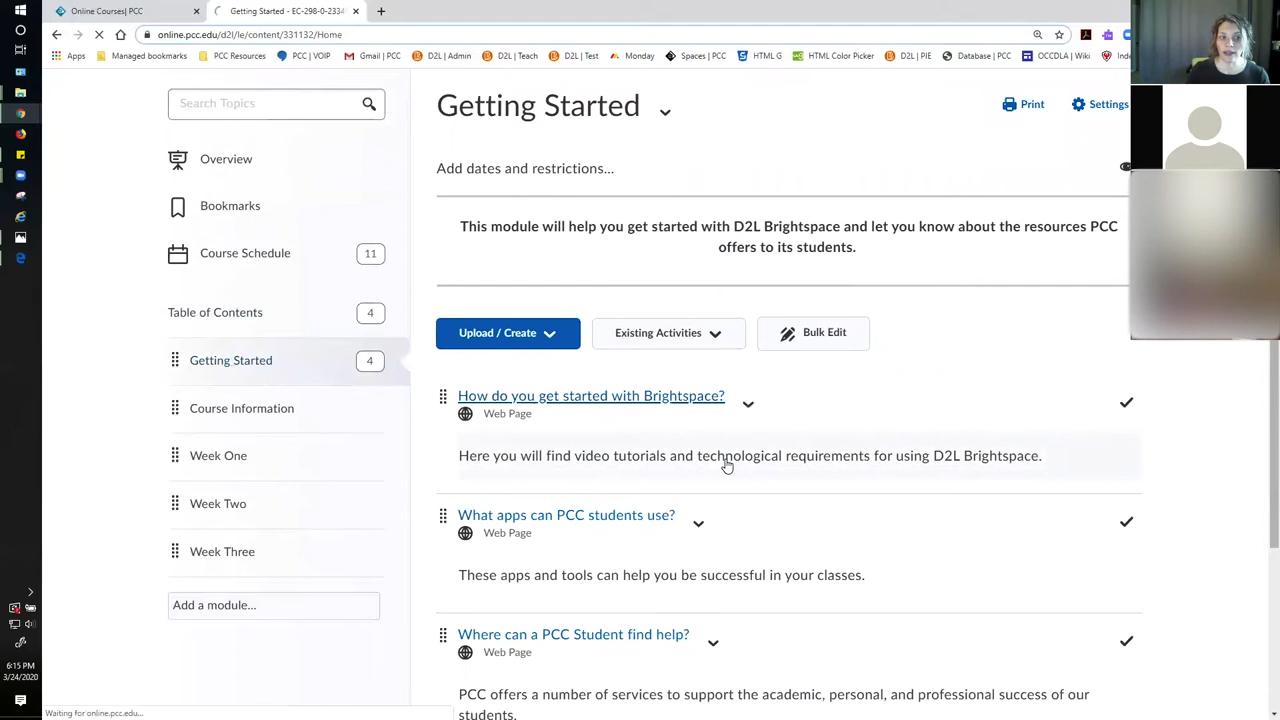 Online Courses| PCC
Getting Started - EC-298-0-2334
online.pcc.edu/d2l/le/content/331132/Home
Apps
Managed bookmarks
PCC Resources
PCC | VOIP
Gmail | PCC
D2L | Admin
D2L | Teach
D2L | Test
Monday
Spaces | PCC
HTML G
HTML Color Picker
D2L | PIE
Database | PCC
OCCDLA | Wiki
Search Topics
Overview
Bookmarks
Course Schedule
11
Table of Contents
4
Getting Started
4
Course Information
Week One
Week Two
Week Three
Add a module...
Getting Started
Print
Settings
Add dates and restrictions...
This module will help you get started with D2L Brightspace and let you know about the resources PCC
offers to its students.
Upload / Create
Existing Activities
Bulk Edit
How do you get started with Brightspace?
Web Page
Here you will find video tutorials and technological requirements for using D2L Brightspace.
What apps can PCC students use?
Web Page
These apps and tools can help you be successful in your classes.
Where can a PCC Student find help?
Web Page
PCC offers a number of services to support the academic, personal, and professional success of our
students.
6:15 PM
3/24/2020
Waiting for online.pcc.edu...